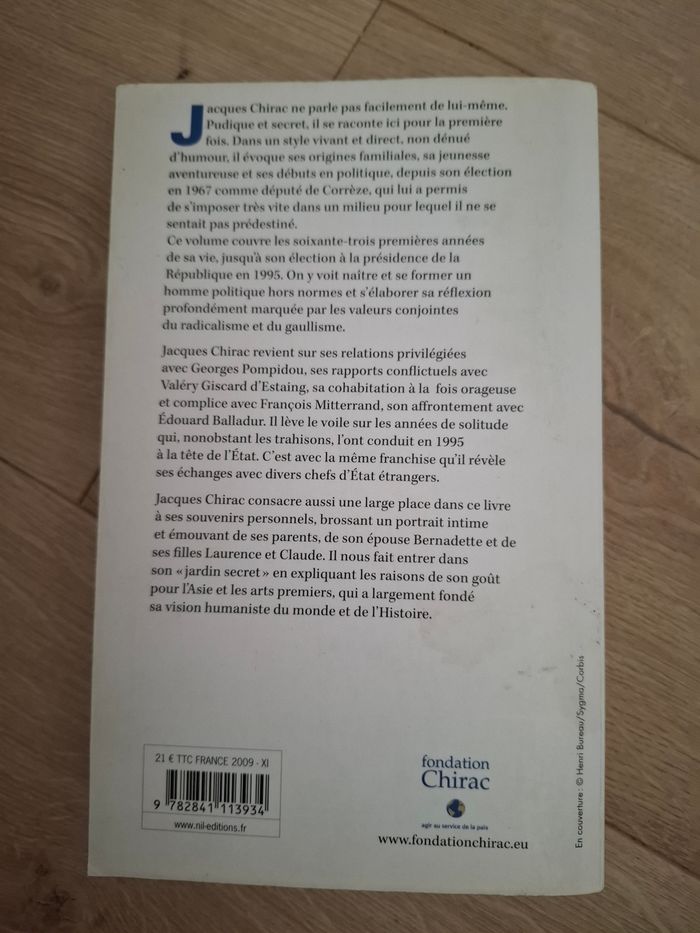 Jacques Chirac ne parle pas facilement de lui-même.
Pudique et secret, il se raconte ici pour la première
fois. Dans un style vivant et direct, non dénué
d'humour, il évoque ses origines familiales, sa jeunesse
aventureuse et ses débuts en politique, depuis son élection
en 1967 comme député de Corrèze, qui lui a permis
de s'imposer très vite dans un milieu pour lequel il ne se
sentait pas prédestiné.
Ce volume couvre les soixante-trois premières années
de sa vie, jusqu'à son élection à la présidence de la
République en 1995. On y voit naître et se former un
homme politique hors normes et s'élaborer sa réflexion
profondément marquée par les valeurs conjointes
du radicalisme et du gaullisme.
Jacques Chirac revient sur ses relations privilégiées
avec Georges Pompidou, ses rapports conflictuels avec
Valéry Giscard d'Estaing, sa cohabitation à la fois orageuse
et complice avec François Mitterrand, son affrontement avec
Édouard Balladur. Il lève le voile sur les années de solitude
qui, nonobstant les trahisons, l'ont conduit en 1995
à la tête de l'État. C'est avec la même franchise qu'il révèle
ses échanges avec divers chefs d'État étrangers.
Jacques Chirac consacre aussi une large place dans ce livre
à ses souvenirs personnels, brossant un portrait intime
et émouvant de ses parents, de son épouse Bernadette et de
ses filles Laurence et Claude. Il nous fait entrer dans
son « jardin secret » en expliquant les raisons de son goût
pour l'Asie et les arts premiers, qui a largement fondé
sa vision humaniste du monde et de l'Histoire.
21 € TTC FRANCE 2009 - XI
9 782841 113934
www.nil-editions.fr
fondation
Chirac
agir au service de la paix
www.fondationchirac.eu
En couverture : © Henri Bureau/Sygma/Corbis